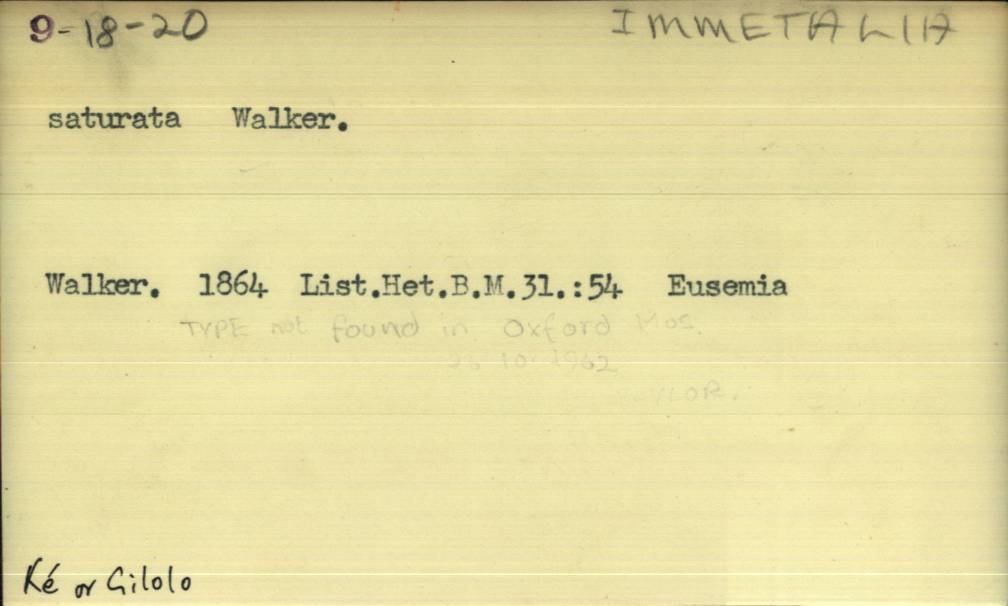 9-18-20 IMMETALIA
saturata Walker.
Walker. 1864 List.Het.B.M.31.:54 Eusemia
TYPE not found in Oxford Mus.
10 1962
Ké or Gilolo